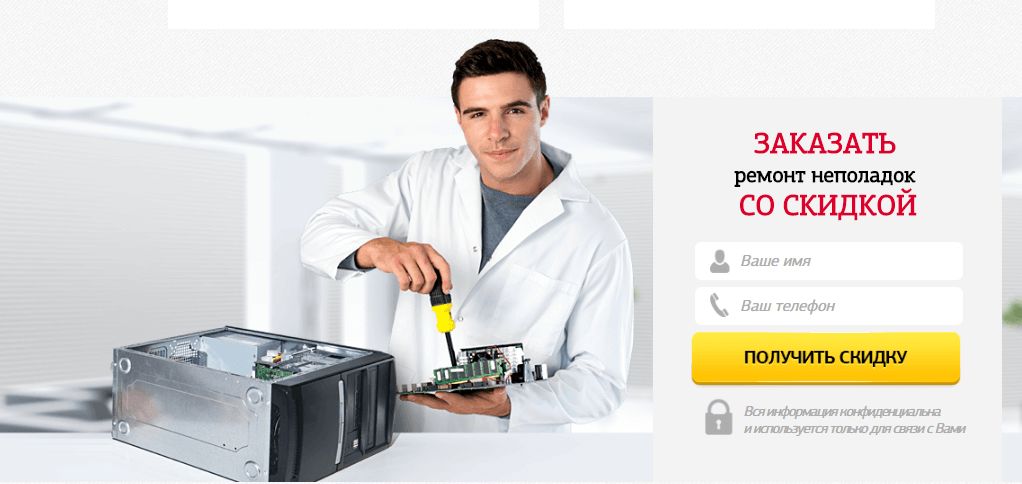 ЗАКАЗАТЬ
ремонт неполадок
СО СКИДКОЙ
Ваше имя
Ваш телефон
ПОЛУЧИТЬ СКИДКУ
Вся информация конфиденциальна
и используется только для связи с Вами